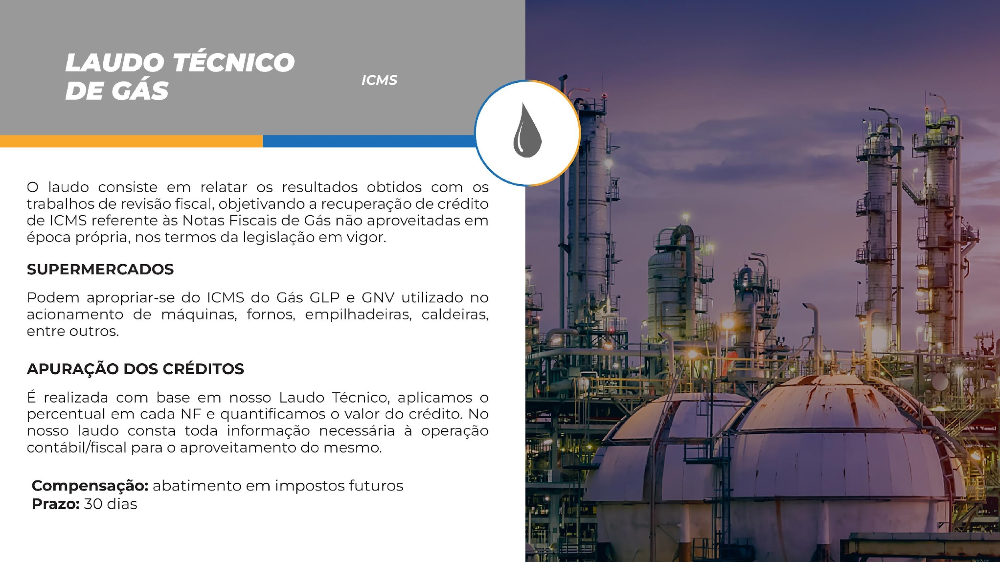 LAUDO TÉCNICO
DE GÁS
ICMS
O laudo consiste em relatar os resultados obtidos com os
trabalhos de revisão fiscal, objetivando a recuperação de crédito
de ICMS referente às Notas Fiscais de Gás não aproveitadas em
época própria, nos termos da legislação em vigor.
SUPERMERCADOS
Podem apropriar-se do ICMS do Gás GLP e GNV utilizado no
acionamento de máquinas, fornos, empilhadeiras, caldeiras,
entre outros.
APURAÇÃO DOS CRÉDITOS
É realizada com base em nosso Laudo Técnico, aplicamos o
percentual em cada NF e quantificamos o valor do crédito. No
nosso laudo consta toda informação necessária à operação
contábil/fiscal para o aproveitamento do mesmo.
Compensação: abatimento em impostos futuros
Prazo: 30 dias